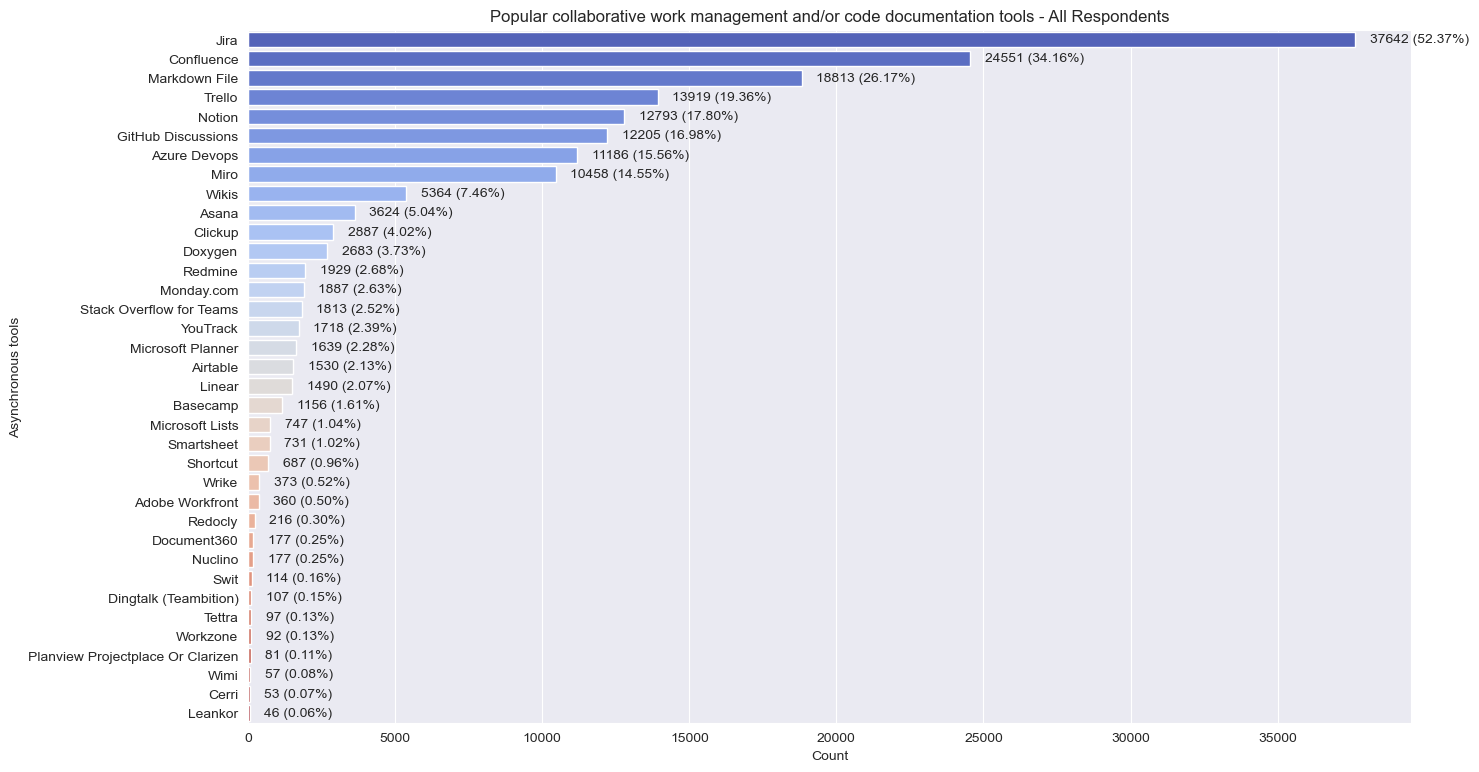 Popular collaborative work management and/or code documentation tools - All Respondents
Asynchronous tools
Jira 37642 (52.37%)
Confluence 24551 (34.16%)
Markdown File 18813 (26.17%)
Trello 13919 (19.36%)
Notion 12793 (17.80%)
GitHub Discussions 12205 (16.98%)
Azure Devops 11186 (15.56%)
Miro 10458 (14.55%)
Wikis 5364 (7.46%)
Asana 3624 (5.04%)
Clickup 2887 (4.02%)
Doxygen 2683 (3.73%)
Redmine 1929 (2.68%)
Monday.com 1887 (2.63%)
Stack Overflow for Teams 1813 (2.52%)
YouTrack 1718 (2.39%)
Microsoft Planner 1639 (2.28%)
Airtable 1530 (2.13%)
Linear 1490 (2.07%)
Basecamp 1156 (1.61%)
Microsoft Lists 747 (1.04%)
Smartsheet 731 (1.02%)
Shortcut 687 (0.96%)
Wrike 373 (0.52%)
Adobe Workfront 360 (0.50%)
Redocly 216 (0.30%)
Document360 177 (0.25%)
Nuclino 177 (0.25%)
Swit 114 (0.16%)
Dingtalk (Teambition) 107 (0.15%)
Tettra 97 (0.13%)
Workzone 92 (0.13%)
Planview Projectplace Or Clarizen 81 (0.11%)
Wimi 57 (0.08%)
Cerri 53 (0.07%)
Leankor 46 (0.06%)
0 5000 10000 15000 20000 25000 30000 35000
Count